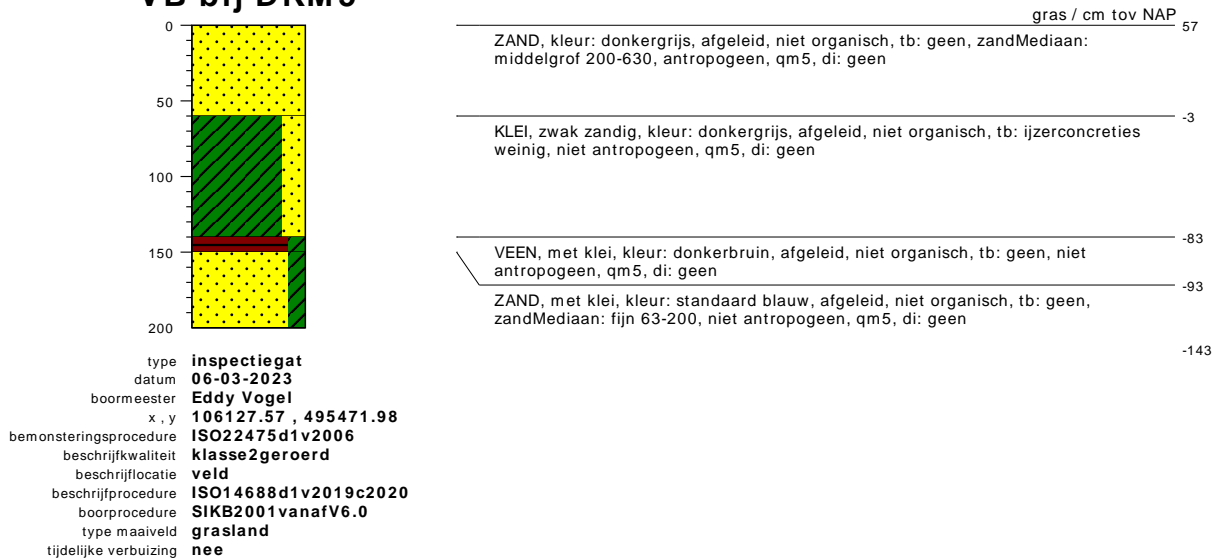 VB bij DKM3
gras / cm tov NAP
0
57
ZAND, kleur: donkergrijs, afgeleid, niet organisch, tb: geen, zandMediaan:
middelgrof 200-630, antropogeen, qm5, di: geen
50
-3
KLEI, zwak zandig, kleur: donkergrijs, afgeleid, niet organisch, tb: ijzerconcreties
weinig, niet antropogeen, qm5, di: geen
100
-83
150
VEEN, met klei, kleur: donkerbruin, afgeleid, niet organisch, tb: geen, niet
antropogeen, qm5, di: geen
-93
ZAND, met klei, kleur: standaard blauw, afgeleid, niet organisch, tb: geen,
zandMediaan: fijn 63-200, niet antropogeen, qm5, di: geen
200
-143
type inspectiegat
datum 06-03-2023
boormeester Eddy Vogel
x , y 106127.57 , 495471.98
bemonsteringsprocedure ISO22475d1v2006
beschrijfkwaliteit klasse2geroerd
beschrijflocatie veld
beschrijfprocedure ISO14688d1v2019c2020
boorprocedure SIKB2001vanafV6.0
type maaiveld grasland
tijdelijke verbuizing nee